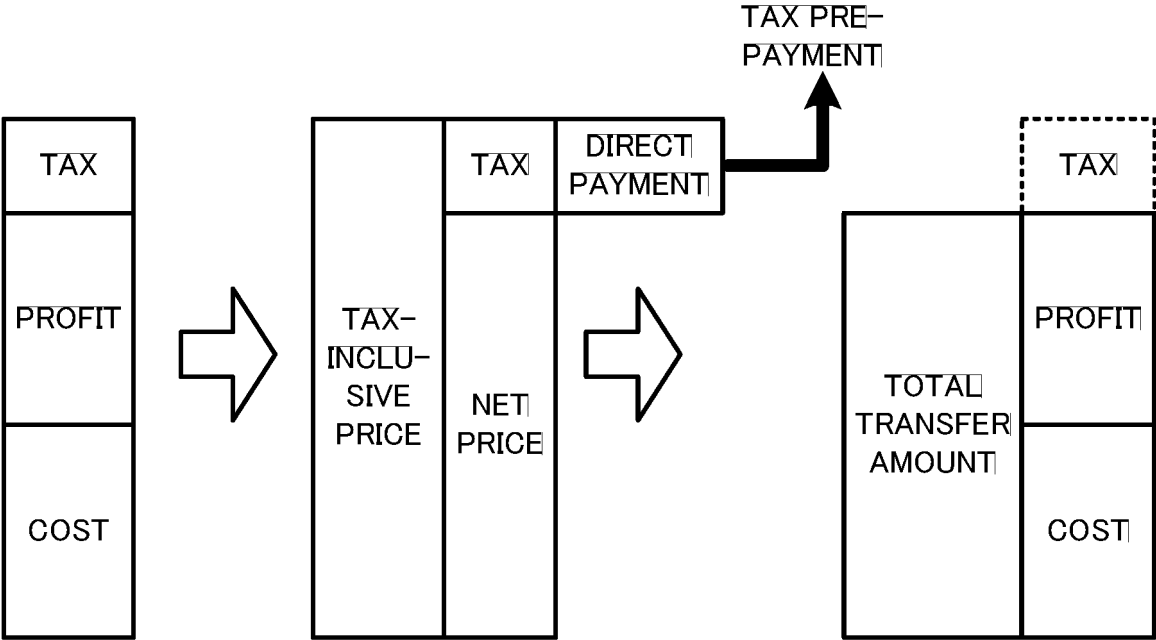 TAX
PROFIT
COST
TAX-
INCLU-
SIVE
PRICE
TAX
NET
PRICE
DIRECT
PAYMENT
TAX PRE-
PAYMENT
TOTAL
TRANSFER
AMOUNT
TAX
PROFIT
COST